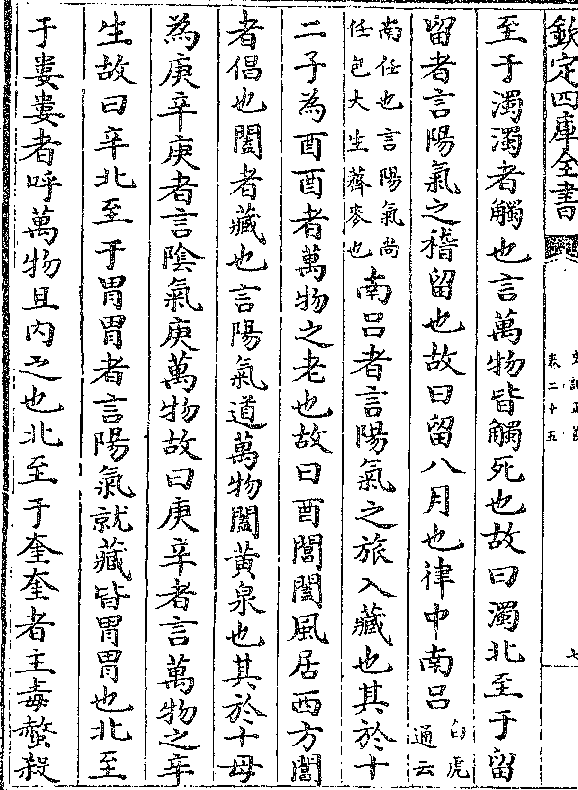 欽定四庫全書
卷二十五
七
至于濁濁者觸也言萬物皆觸死也故曰濁北至于留
留者言陽氣之稽留也故曰留八月也律中南呂白虎通云
南任也言陽氣尚任包大生薺麥也南呂者言陽氣之旅入藏也其於十
二子為酉酉者萬物之老也故曰酉閶闔風居西方閶
者倡也闔者藏也言陽氣道萬物闔黃泉也其於十母
為庚辛庚者言陰氣庚萬物故曰庚辛者言萬物之辛
生故曰辛北至于胃胃者言陽氣就藏皆胃胃也北至
于婁婁者呼萬物且內之也北至于奎奎者主毒螫殺